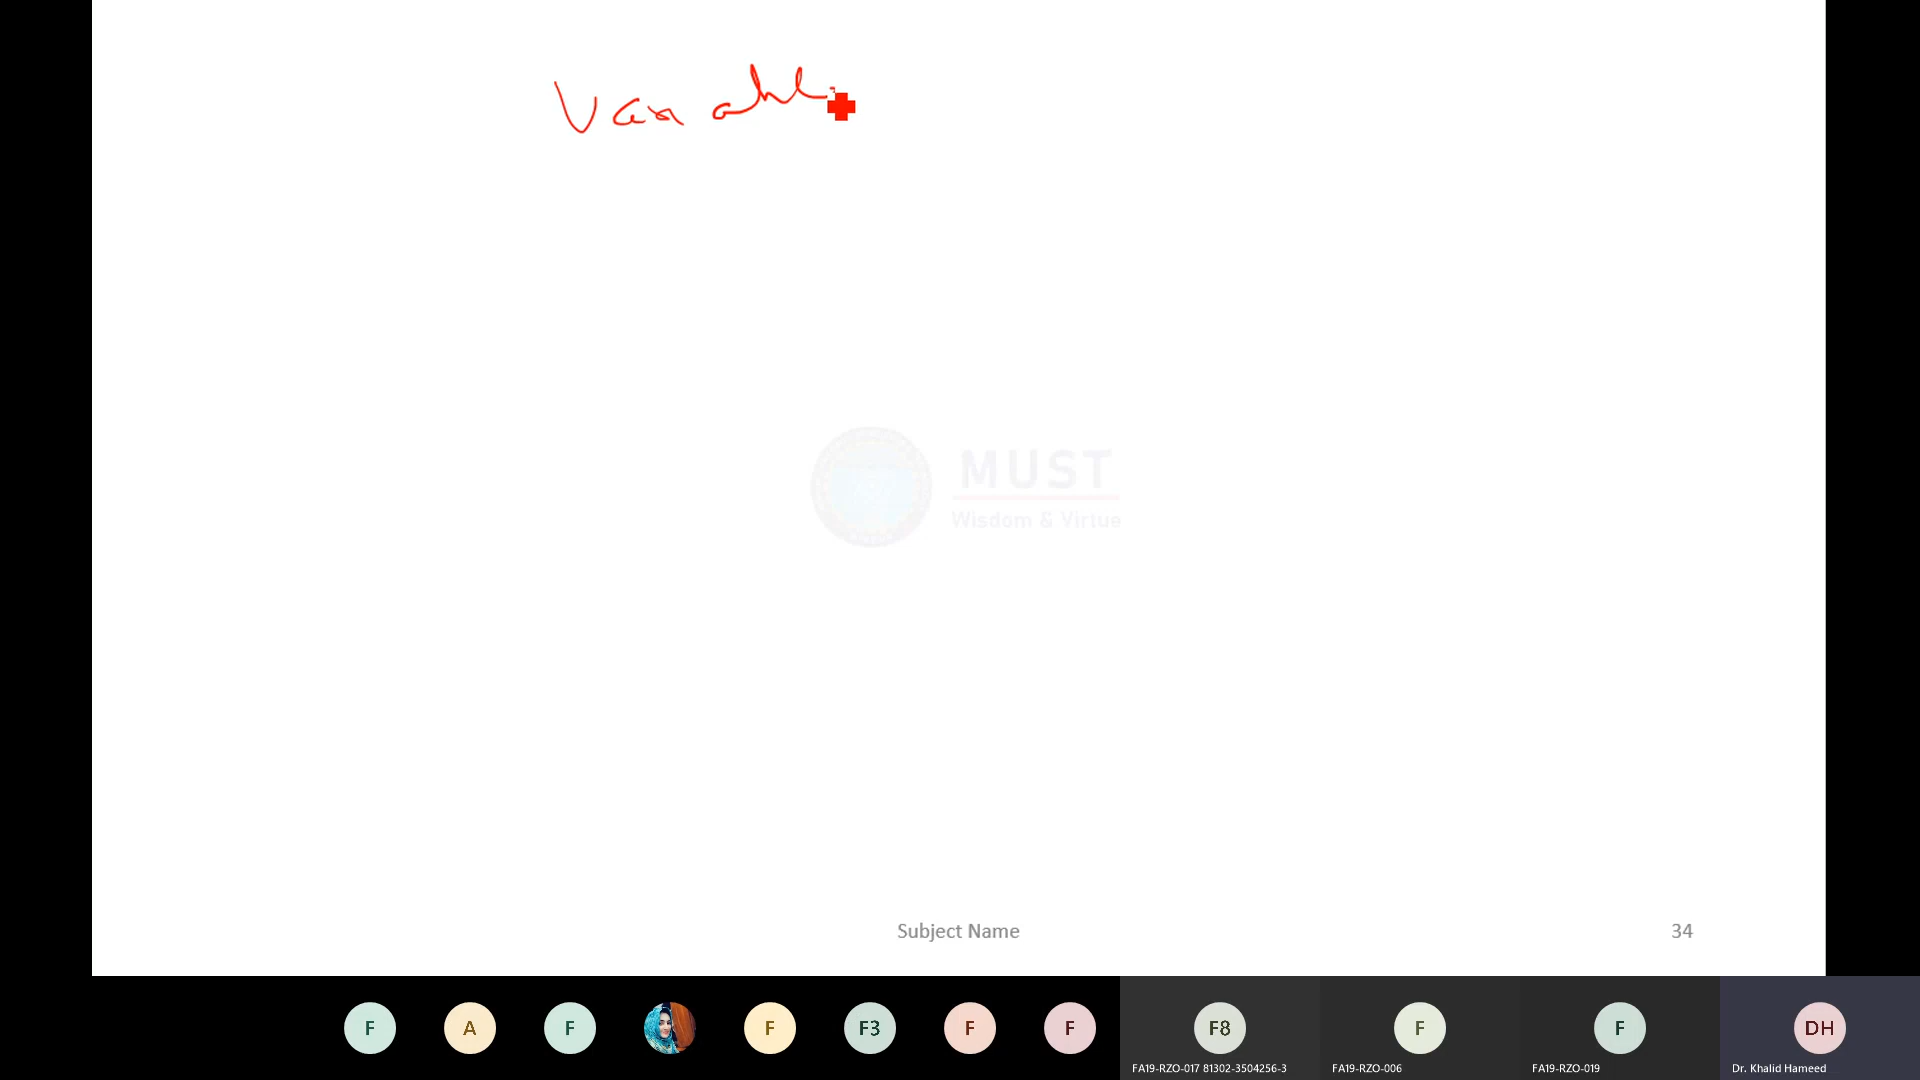 Variabl
MUST
Wisdom & Virtue
Subject Name
34
F
A
F
F
F3
F
F
F8
F
F
DH
FA19-RZO-017 81302-3504256-3
FA19-RZO-006
FA19-RZO-019
Dr. Khalid Hameed